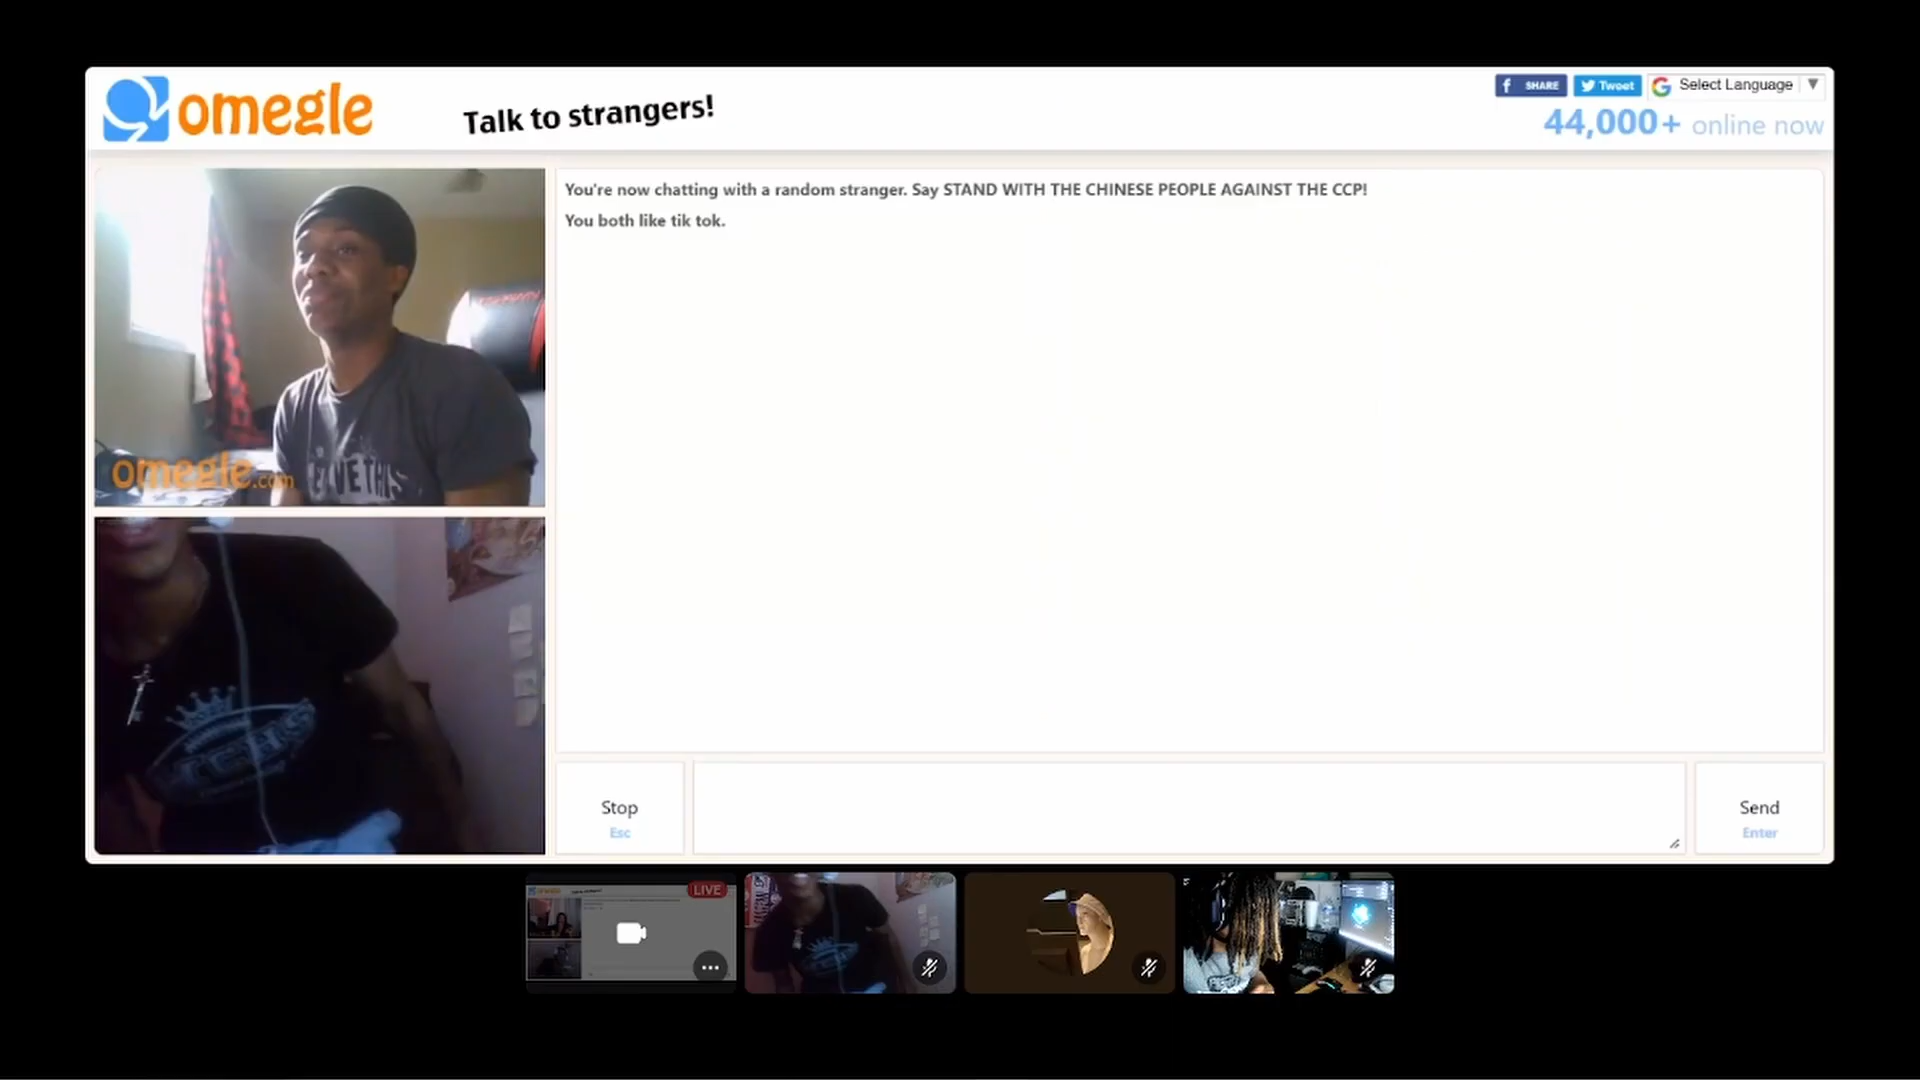 omegle
Talk to strangers!
SHARE
Tweet
Select Language
44,000+ online now
You're now chatting with a random stranger. Say STAND WITH THE CHINESE PEOPLE AGAINST THE CCP!
You both like tik tok.
omegle.com
Stop
Esc
Send
Enter
LIVE